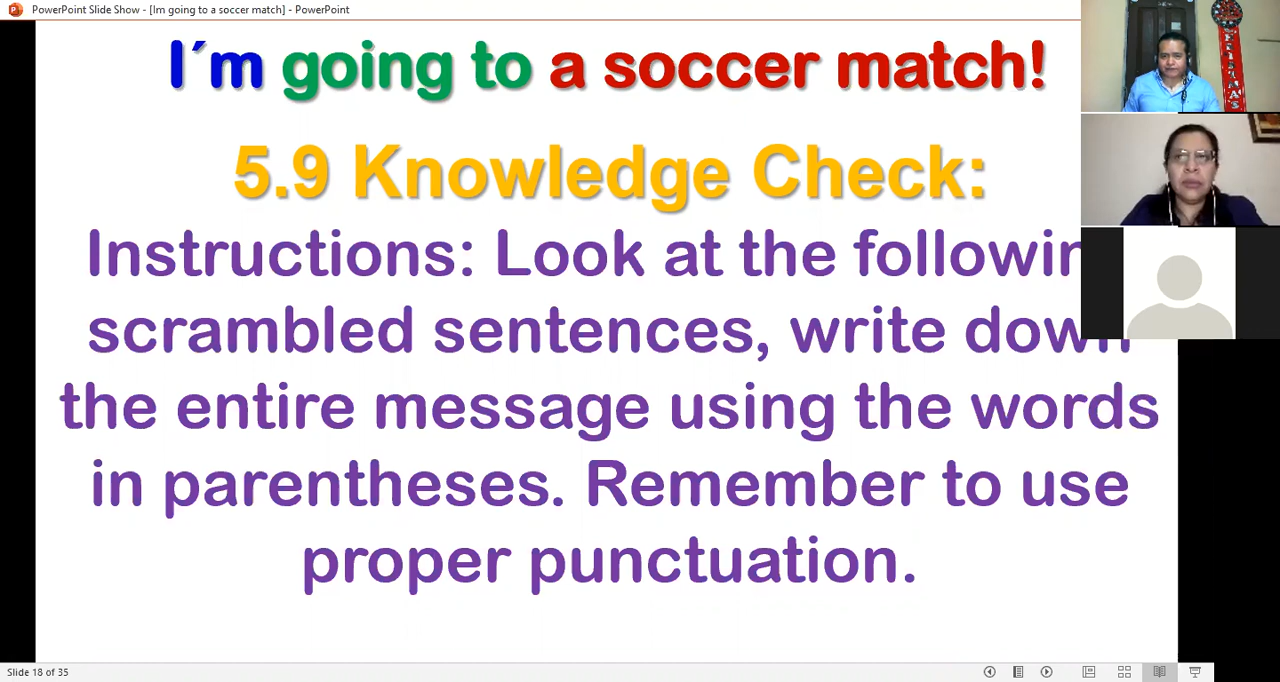 PowerPoint Slide Show - [Im going to a soccer match] - PowerPoint
I´m going to a soccer match!
5.9 Knowledge Check:
Instructions: Look at the followin
scrambled sentences, write down
the entire message using the words
in parentheses. Remember to use
proper punctuation.
Slide 18 of 35